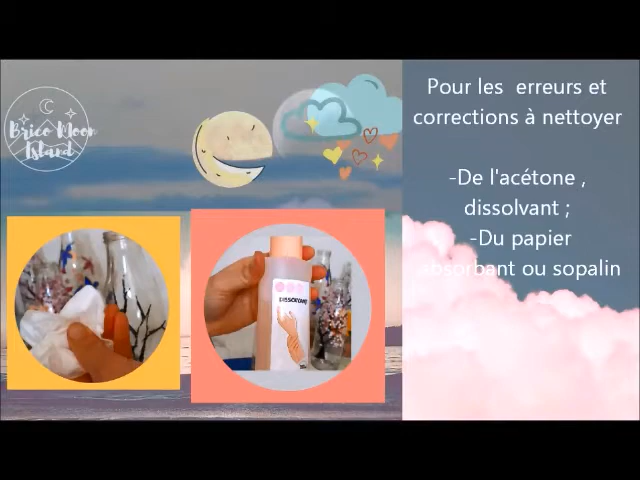 Brico Moon
Island
Pour les erreurs et
corrections à nettoyer
-De l'acétone ,
dissolvant ;
-Du papier
absorbant ou sopalin
DISSOLVANT